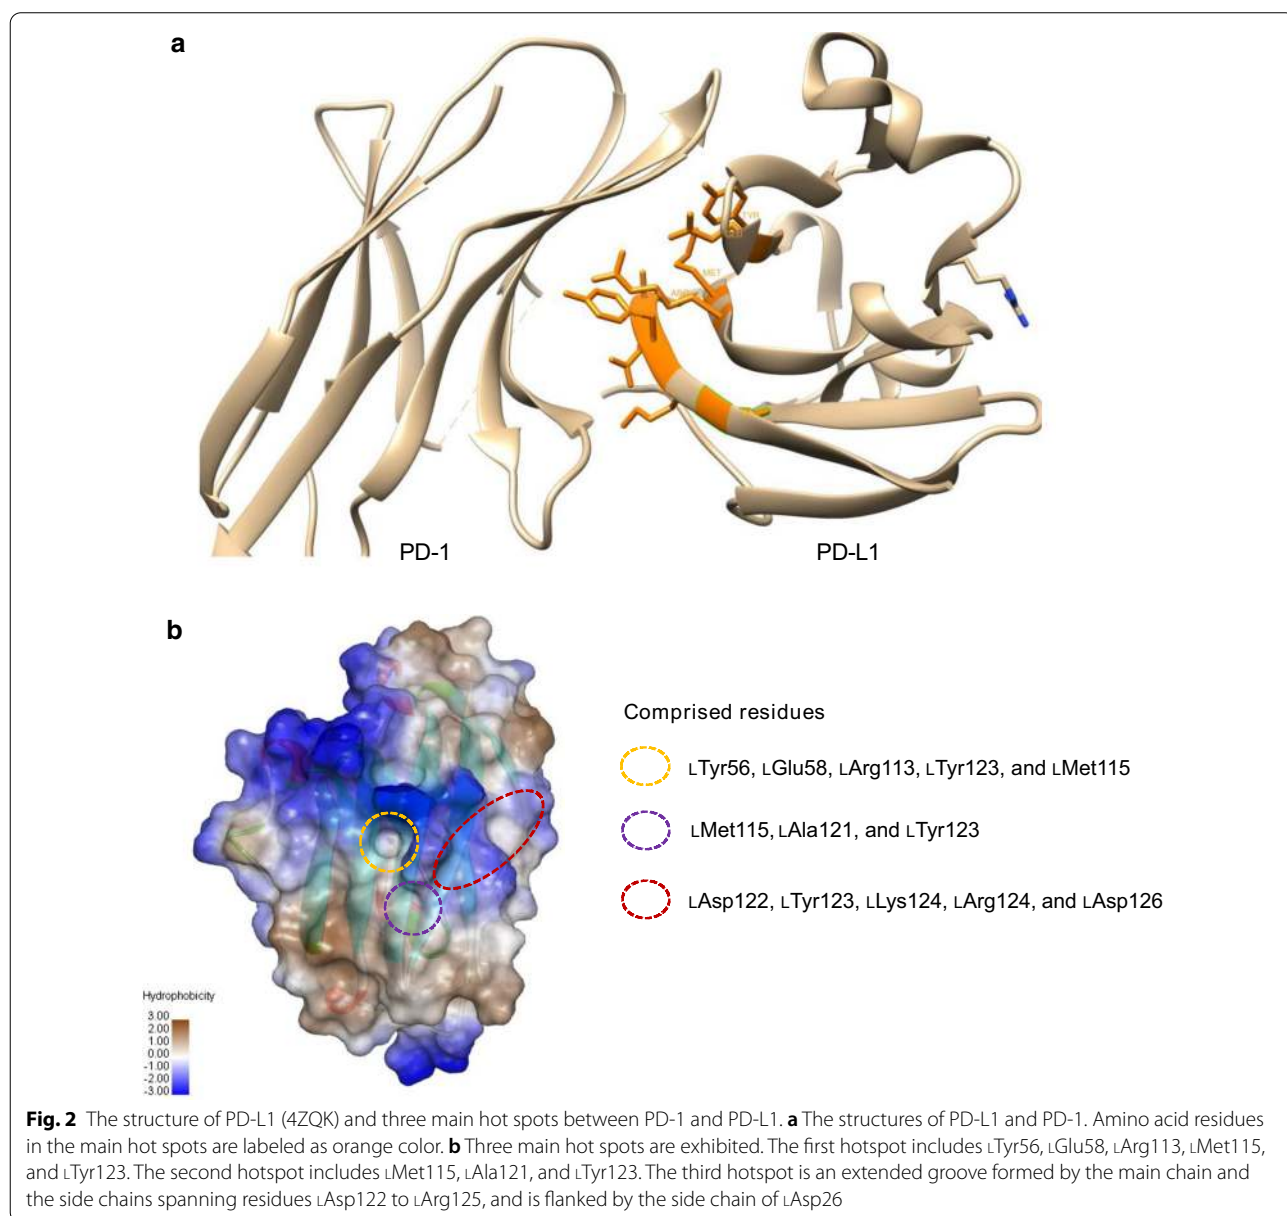 a
TYR
MET
PD-1
PD-L1
b
Comprised residues
LTyr56, LGlu58, LArg113, LTyr123, and LMet115
LMet115, LAla121, and LTyr123
LAsp122, LTyr123, LLys124, LArg124, and LAsp126
Hydrophobicity
3.00
2.00
1.00
0.00
-1.00
-2.00
-3.00
Fig. 2 The structure of PD-L1 (4ZQK) and three main hot spots between PD-1 and PD-L1. a The structures of PD-L1 and PD-1. Amino acid residues
in the main hot spots are labeled as orange color. b Three main hot spots are exhibited. The first hotspot includes LTyr56, LGlu58, LArg113, LMet115,
and LTyr123. The second hotspot includes LMet115, LAla121, and LTyr123. The third hotspot is an extended groove formed by the main chain and
the side chains spanning residues LAsp122 to LArg125, and is flanked by the side chain of LAsp26